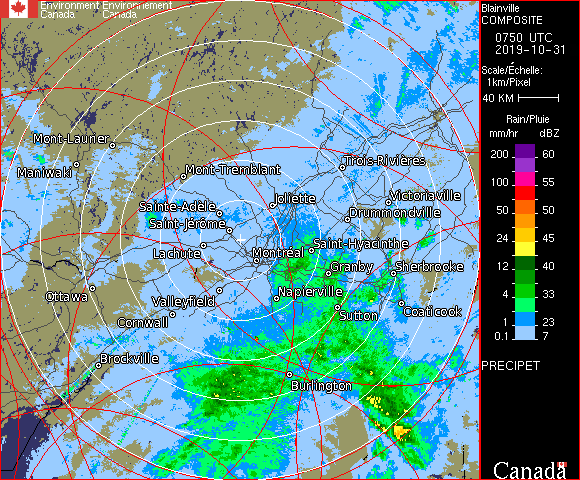 Environment Environnement
Canada Canada
Blainville
COMPOSITE
0750 UTC
2019-10-31
Scale/Échelle:
1km/Pixel
40 KM
Rain/Pluie
mm/hr dBZ
200 60
100 55
50 50
24 45
12 40
4 33
1 23
0.1 7
PRECIPET
Canada
Mont-Laurier
Maniwaki
Mont-Tremblant
Trois-Rivières
Sainte-Adèle
Joliette
Victoriaville
Drummondville
Saint-Jérôme
Lachute
Montréal
Saint-Hyacinthe
Granby
Sherbrooke
Ottawa
Valleyfield
Napierville
Cornwall
Sutton
Coaticook
Brockville
Burlington